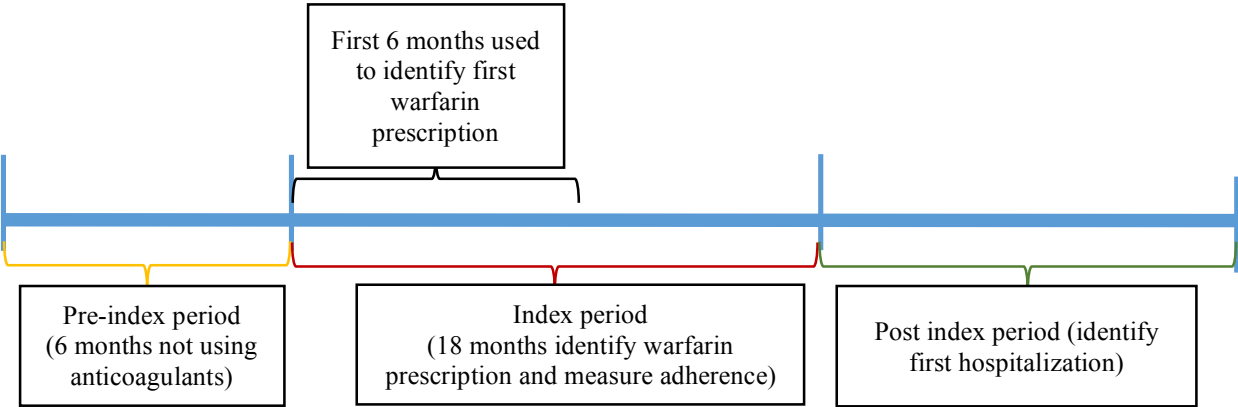 First 6 months used
to identify first
warfarin
prescription
Pre-index period
(6 months not using
anticoagulants)
Index period
(18 months identify warfarin
prescription and measure adherence)
Post index period (identify
first hospitalization)